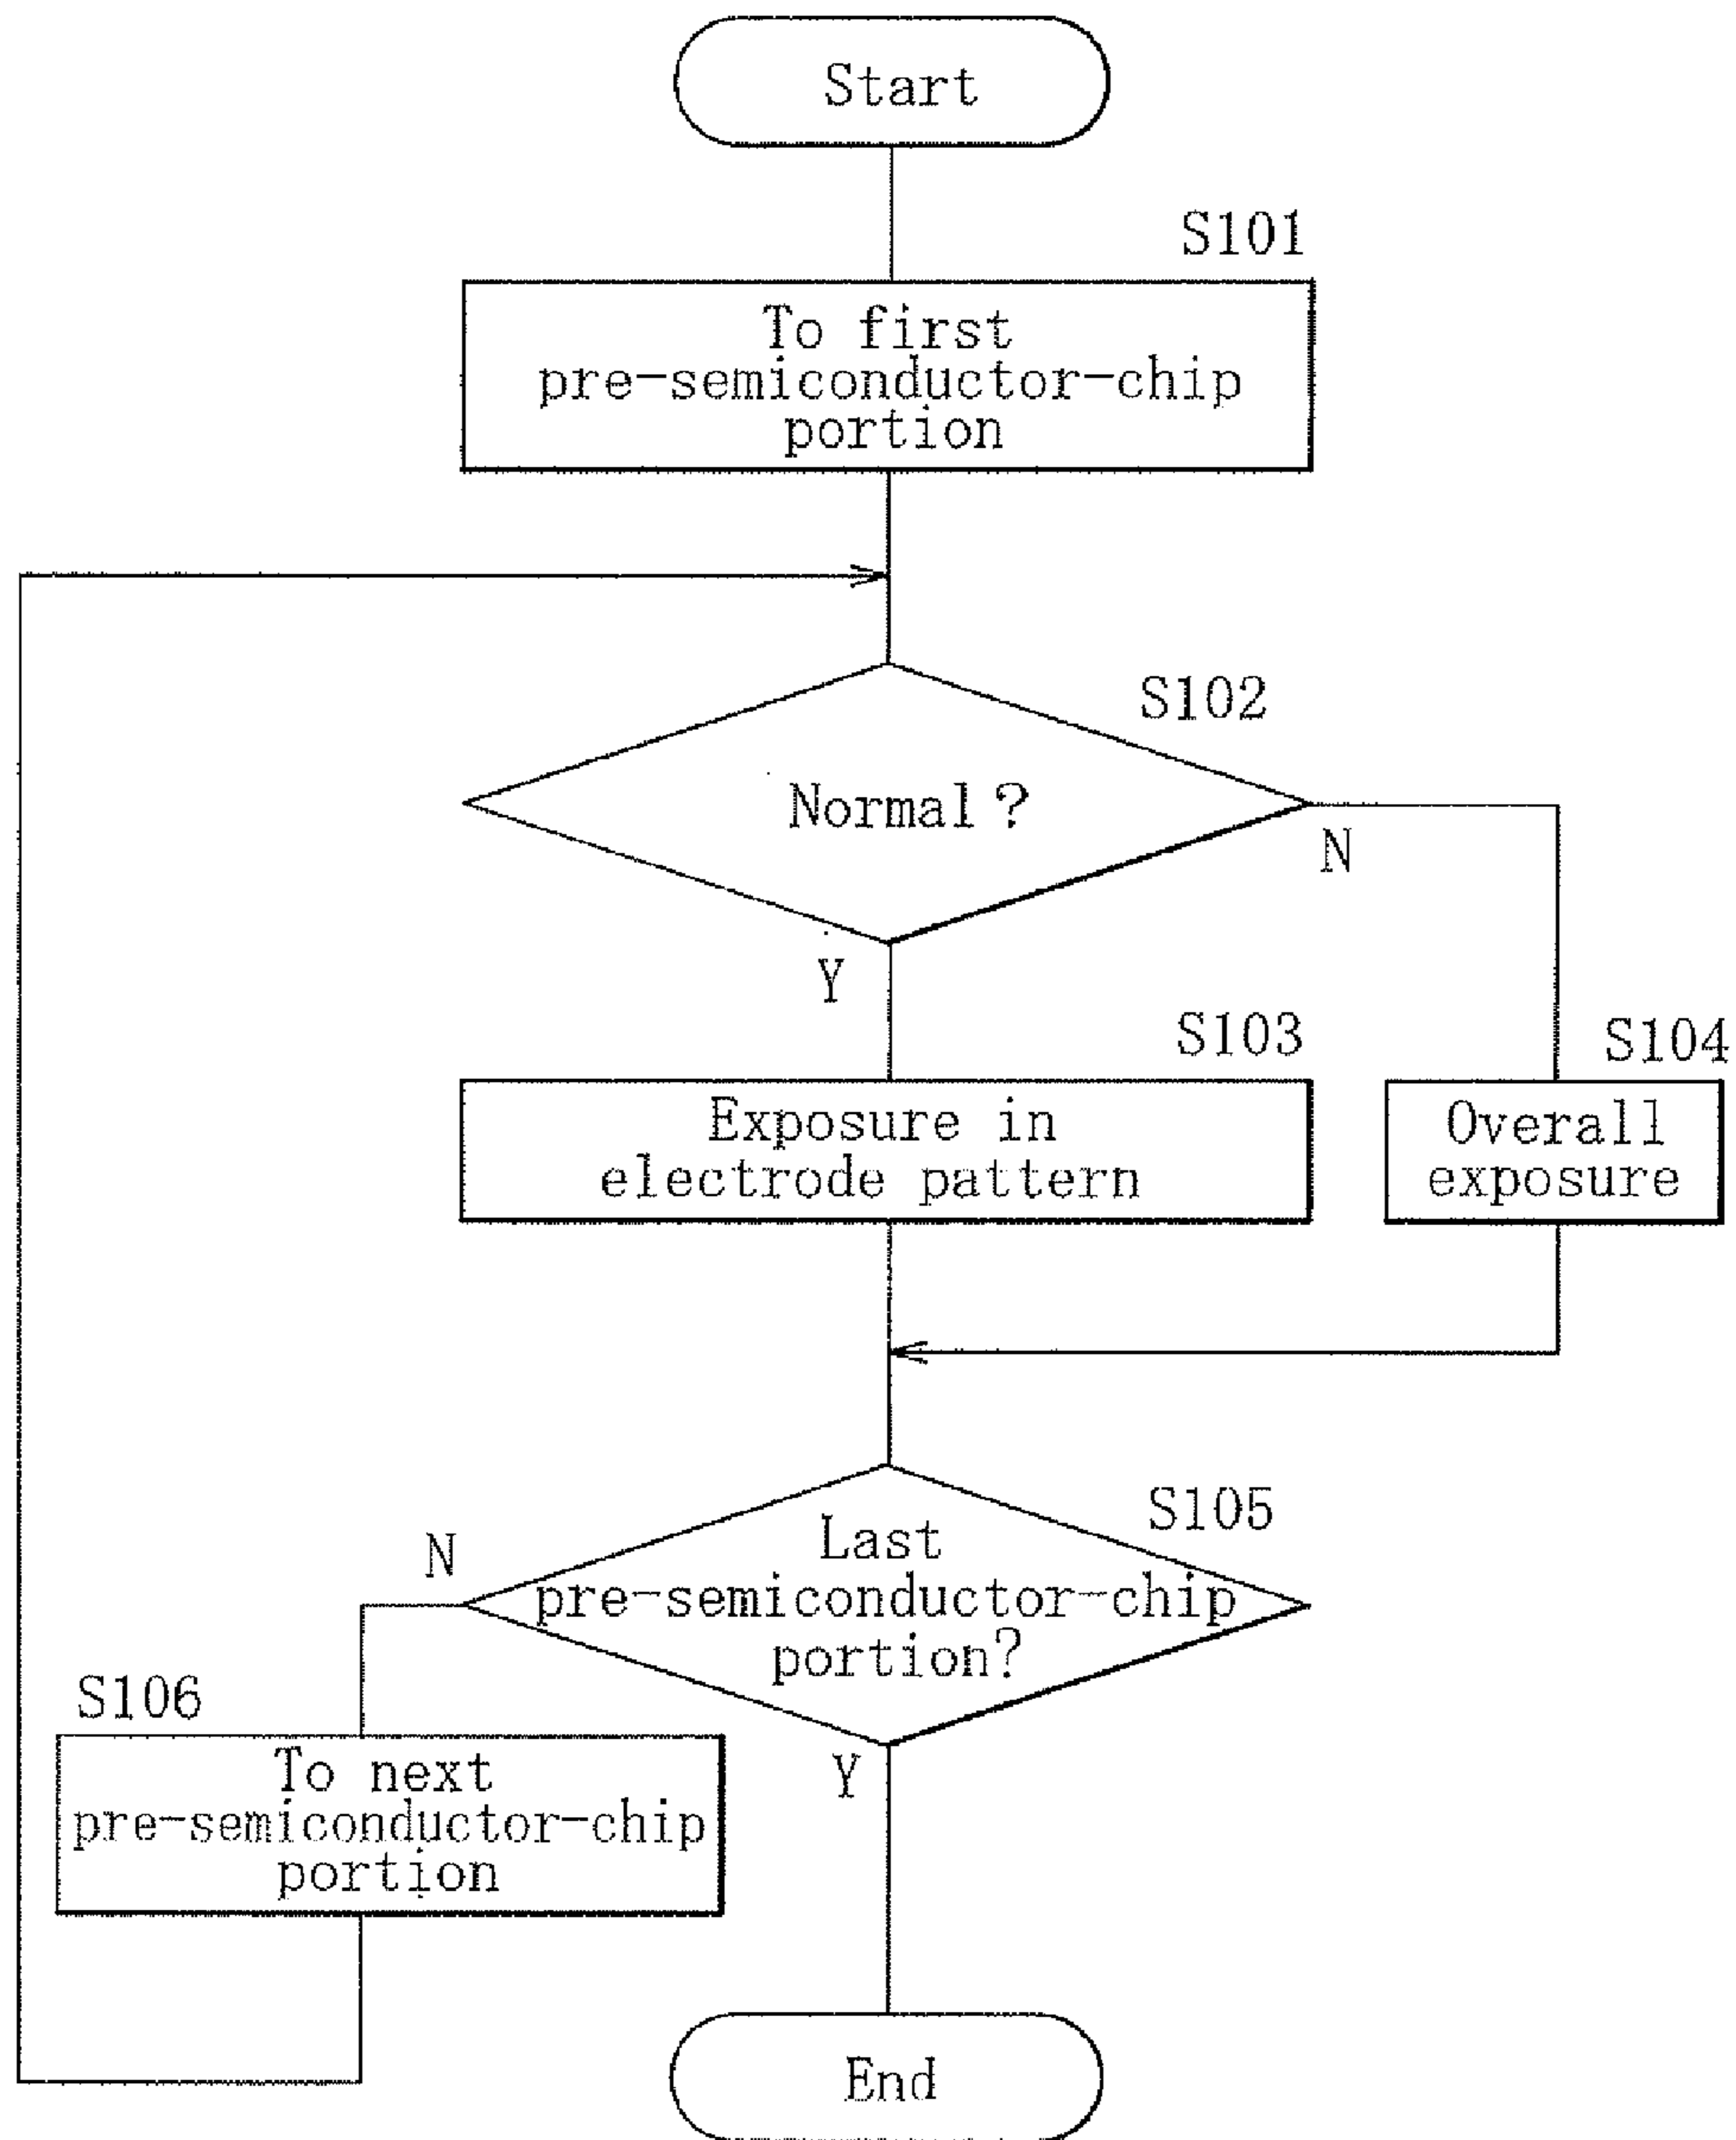 Start
S101
To first
pre-semiconductor-chip
portion
S102
Normal?
N
Y
S103
Exposure in
electrode pattern
S104
Overall
exposure
S105
Last
pre-semiconductor-chip
portion?
N
Y
S106
To next
pre-semiconductor-chip
portion
End